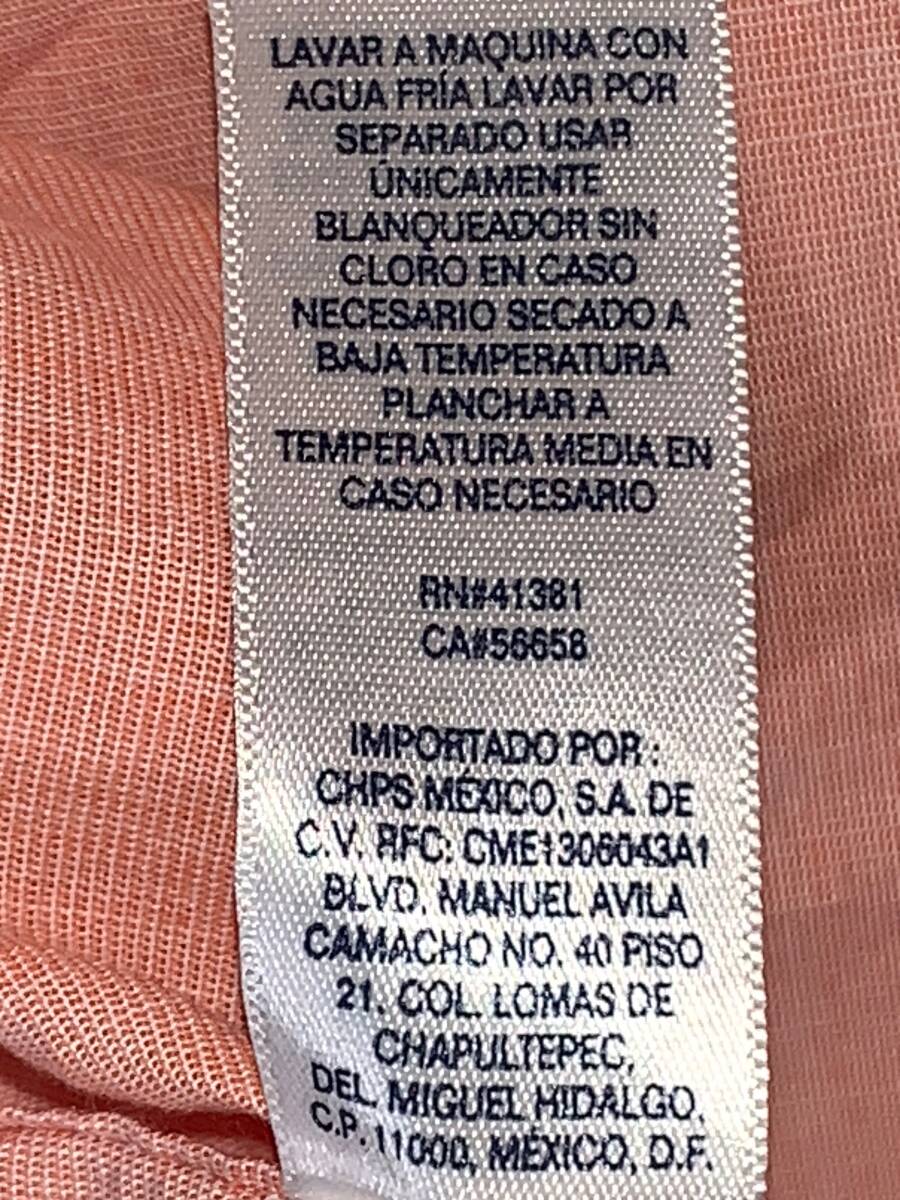 LAVAR A MAQUINA CON
AGUA FRÍA LAVAR POR
SEPARADO USAR
ÚNICAMENTE
BLANQUEADOR SIN
CLORO EN CASO
NECESARIO SECADO A
BAJA TEMPERATURA
PLANCHAR A
TEMPERATURA MEDIA EN
CASO NECESARIO
RN#41381
CA#56658
IMPORTADO POR:
CHPS MÉXICO, S.A. DE
C.V. RFC: CME1306043A1
BLVD. MANUEL AVILA
CAMACHO NO. 40 PISO
21. COL. LOMAS DE
CHAPULTEPEC,
DEL. MIGUEL HIDALGO.
C.P. 11000, MÉXICO, D.F.